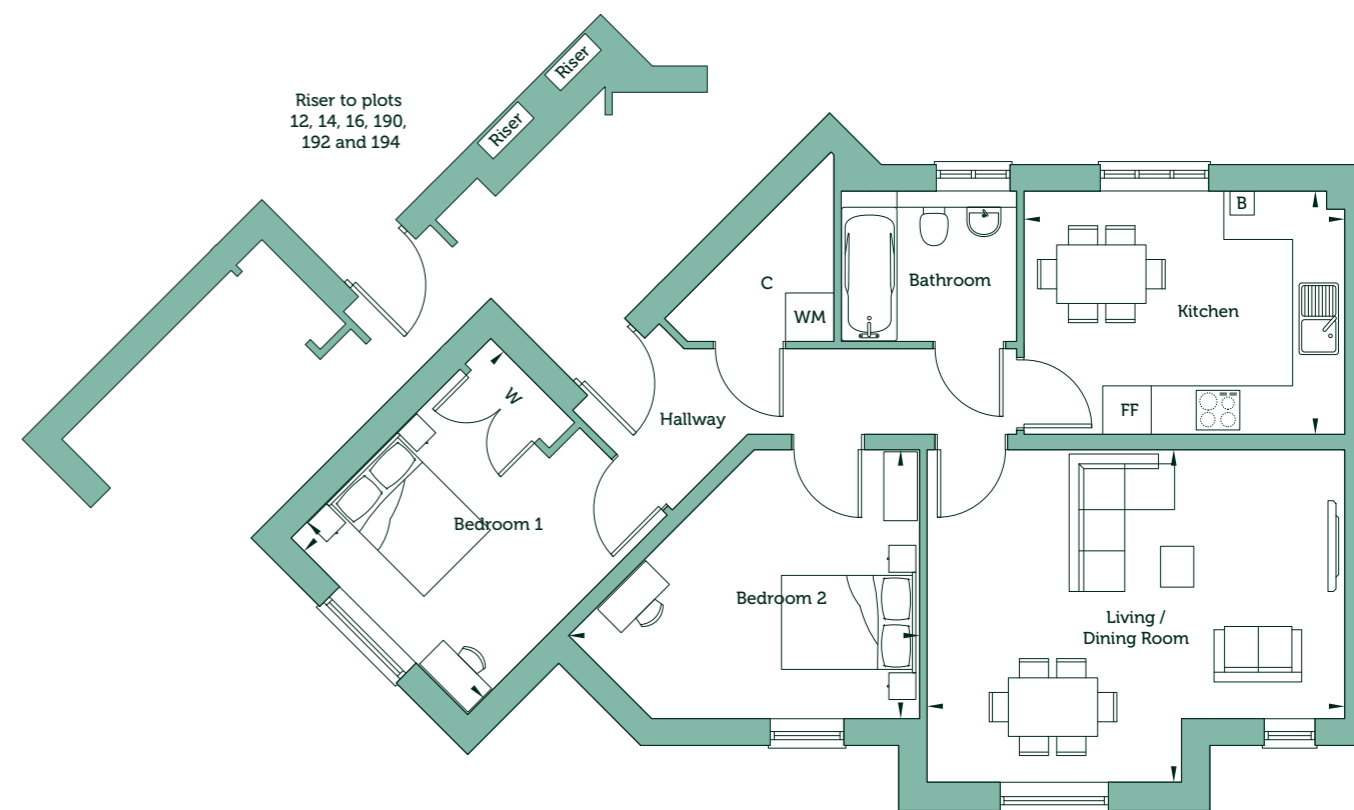 Riser
Riser
Riser to plots
12, 14, 16, 190,
192 and 194
B
C
WM
Bathroom
Kitchen
W
Hallway
FF
Bedroom 1
Bedroom 2
Living /
Dining Room